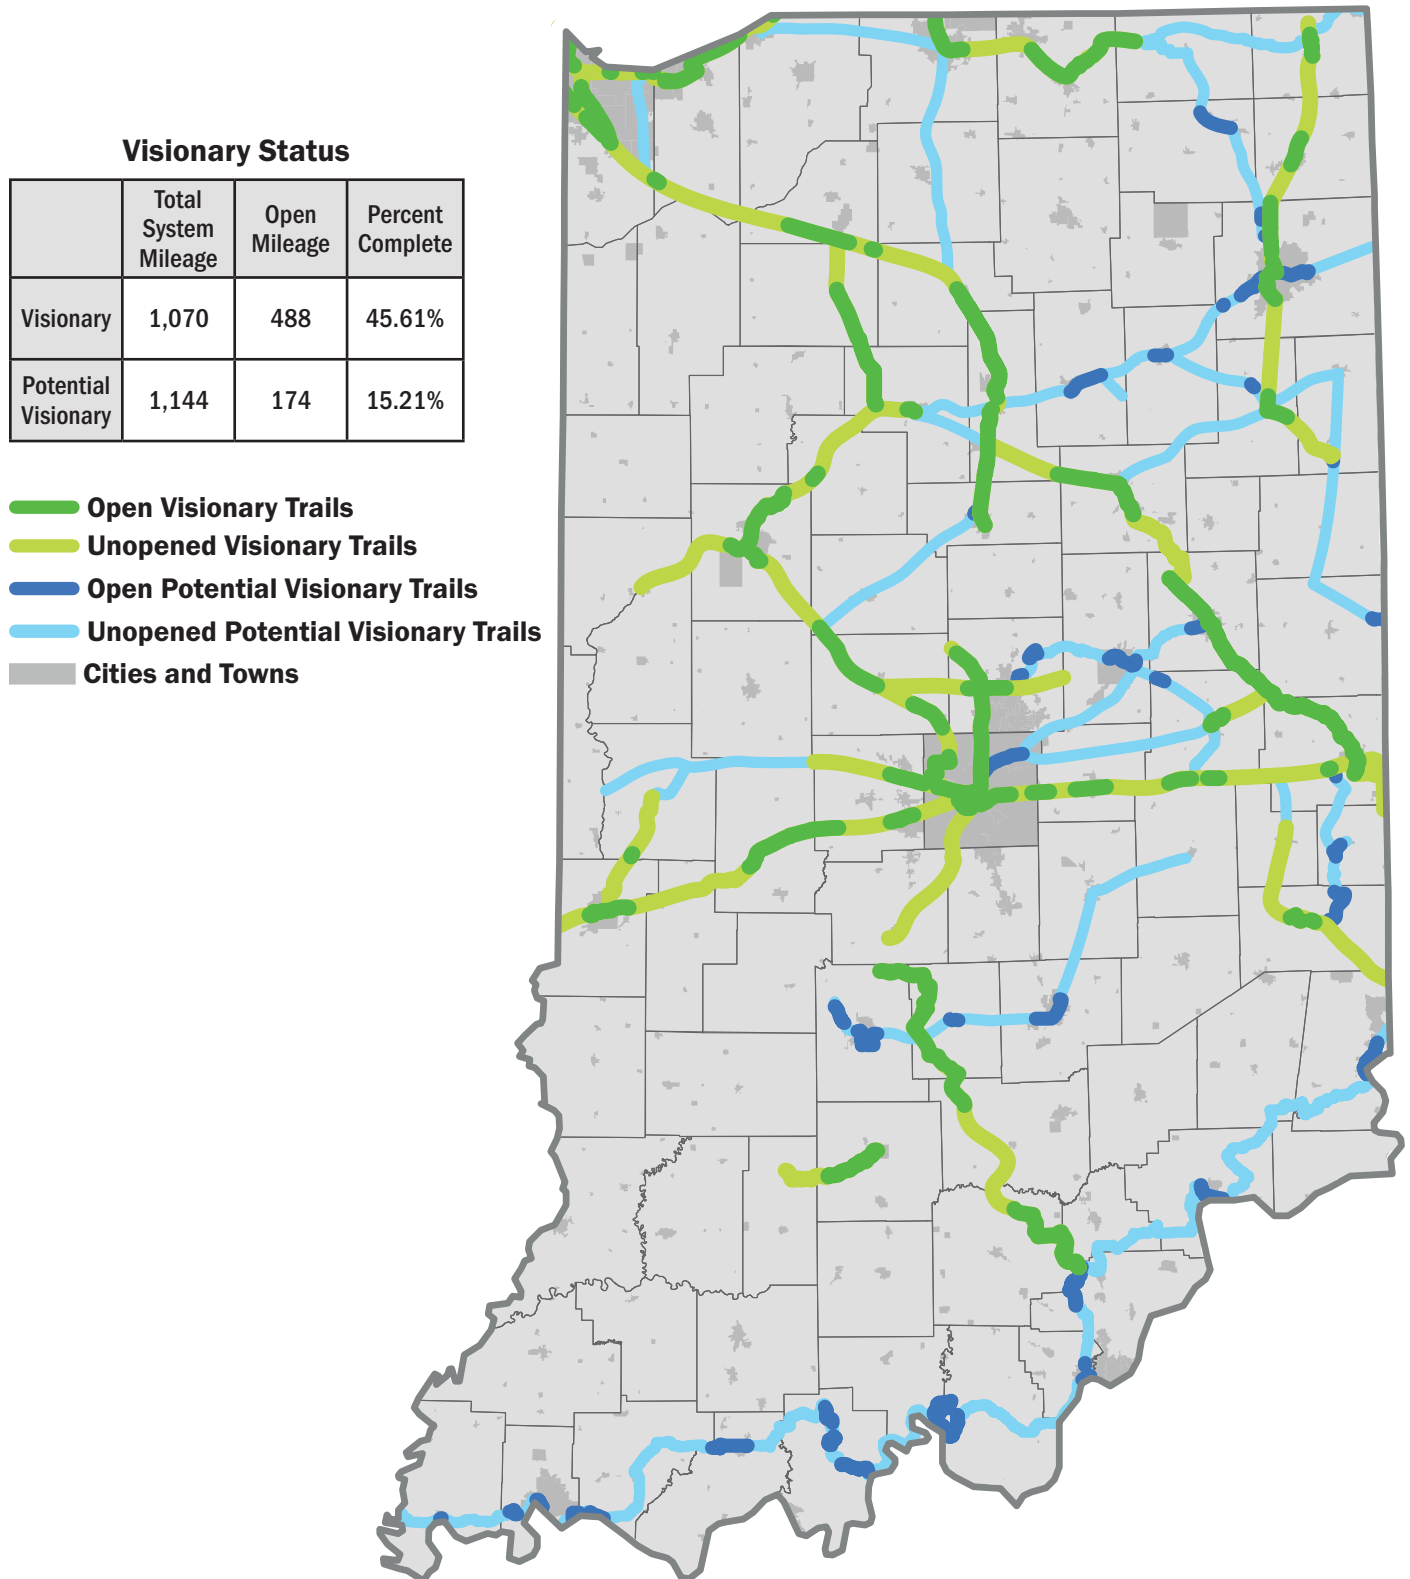 Visionary Status
Total System Mileage
Open Mileage
Percent Complete
Visionary 1,070 488 45.61%
Potential Visionary 1,144 174 15.21%
Open Visionary Trails
Unopened Visionary Trails
Open Potential Visionary Trails
Unopened Potential Visionary Trails
Cities and Towns